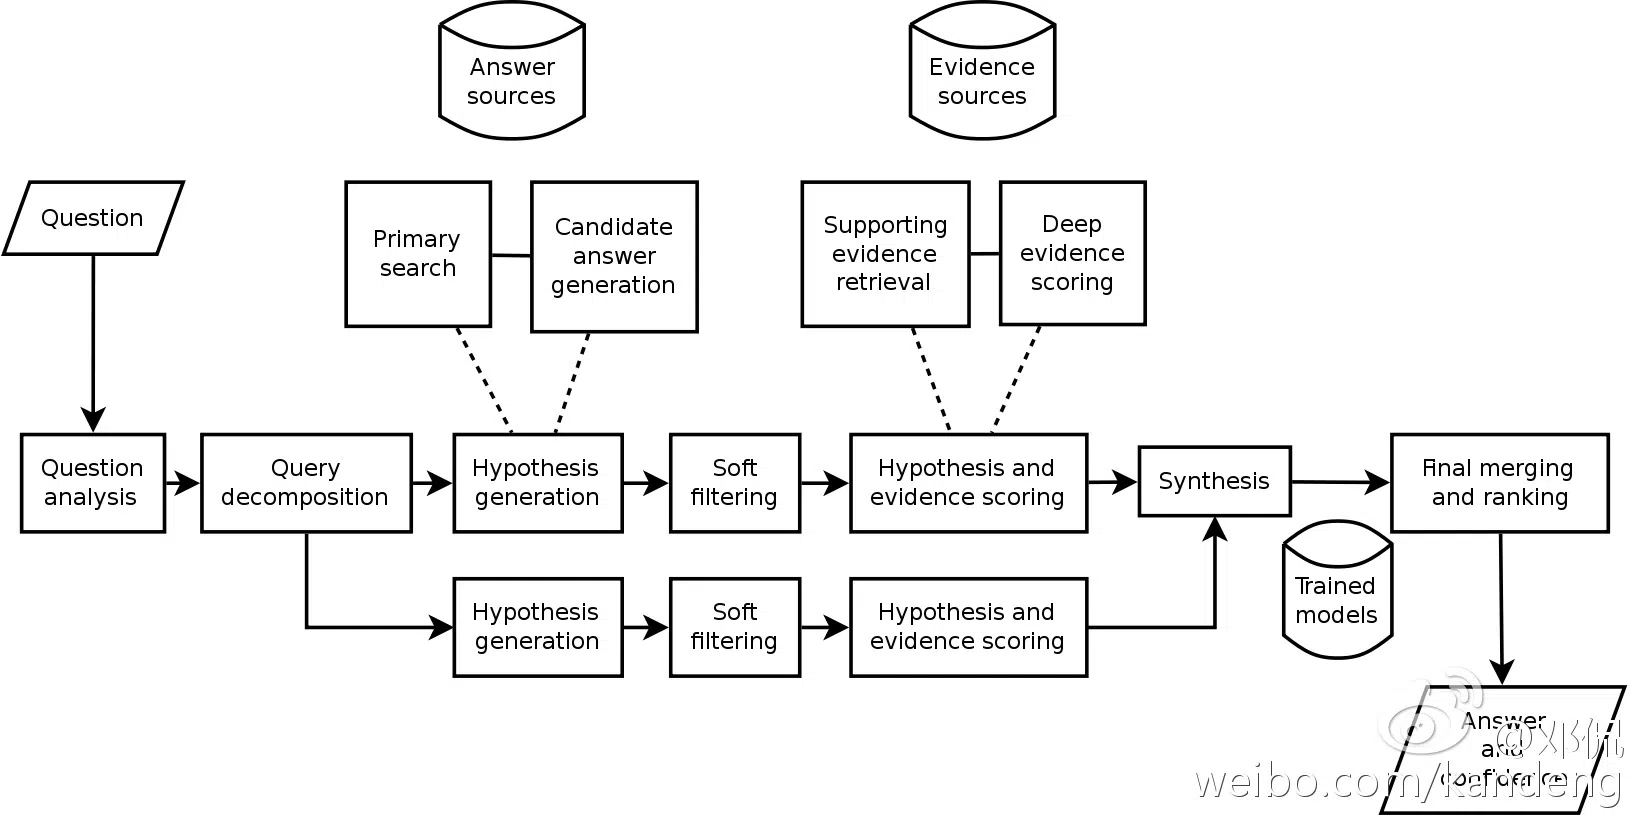 Answer
sources
Evidence
sources
Question
Primary
search
Candidate
answer
generation
Supporting
evidence
retrieval
Deep
evidence
scoring
Question
analysis
Query
decomposition
Hypothesis
generation
Soft
filtering
Hypothesis and
evidence scoring
Synthesis
Final merging
and ranking
Hypothesis
generation
Soft
filtering
Hypothesis and
evidence scoring
Trained
models
Answer
and
confidence
@邓侃
weibo.com/kandeng